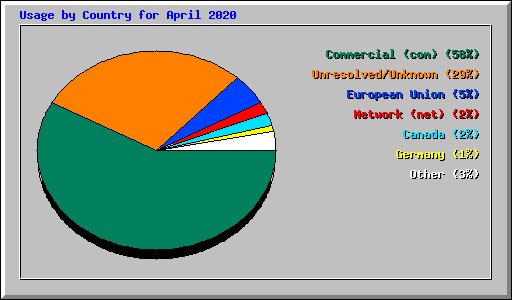 Usage by Country for April 2020
Commercial (com) (58%)
Unresolved/Unknown (29%)
European Union (5%)
Network (net) (2%)
Canada (2%)
Germany (1%)
Other (3%)